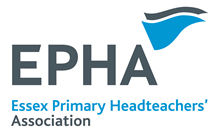 EPHA
Essex Primary Headteachers'
Association